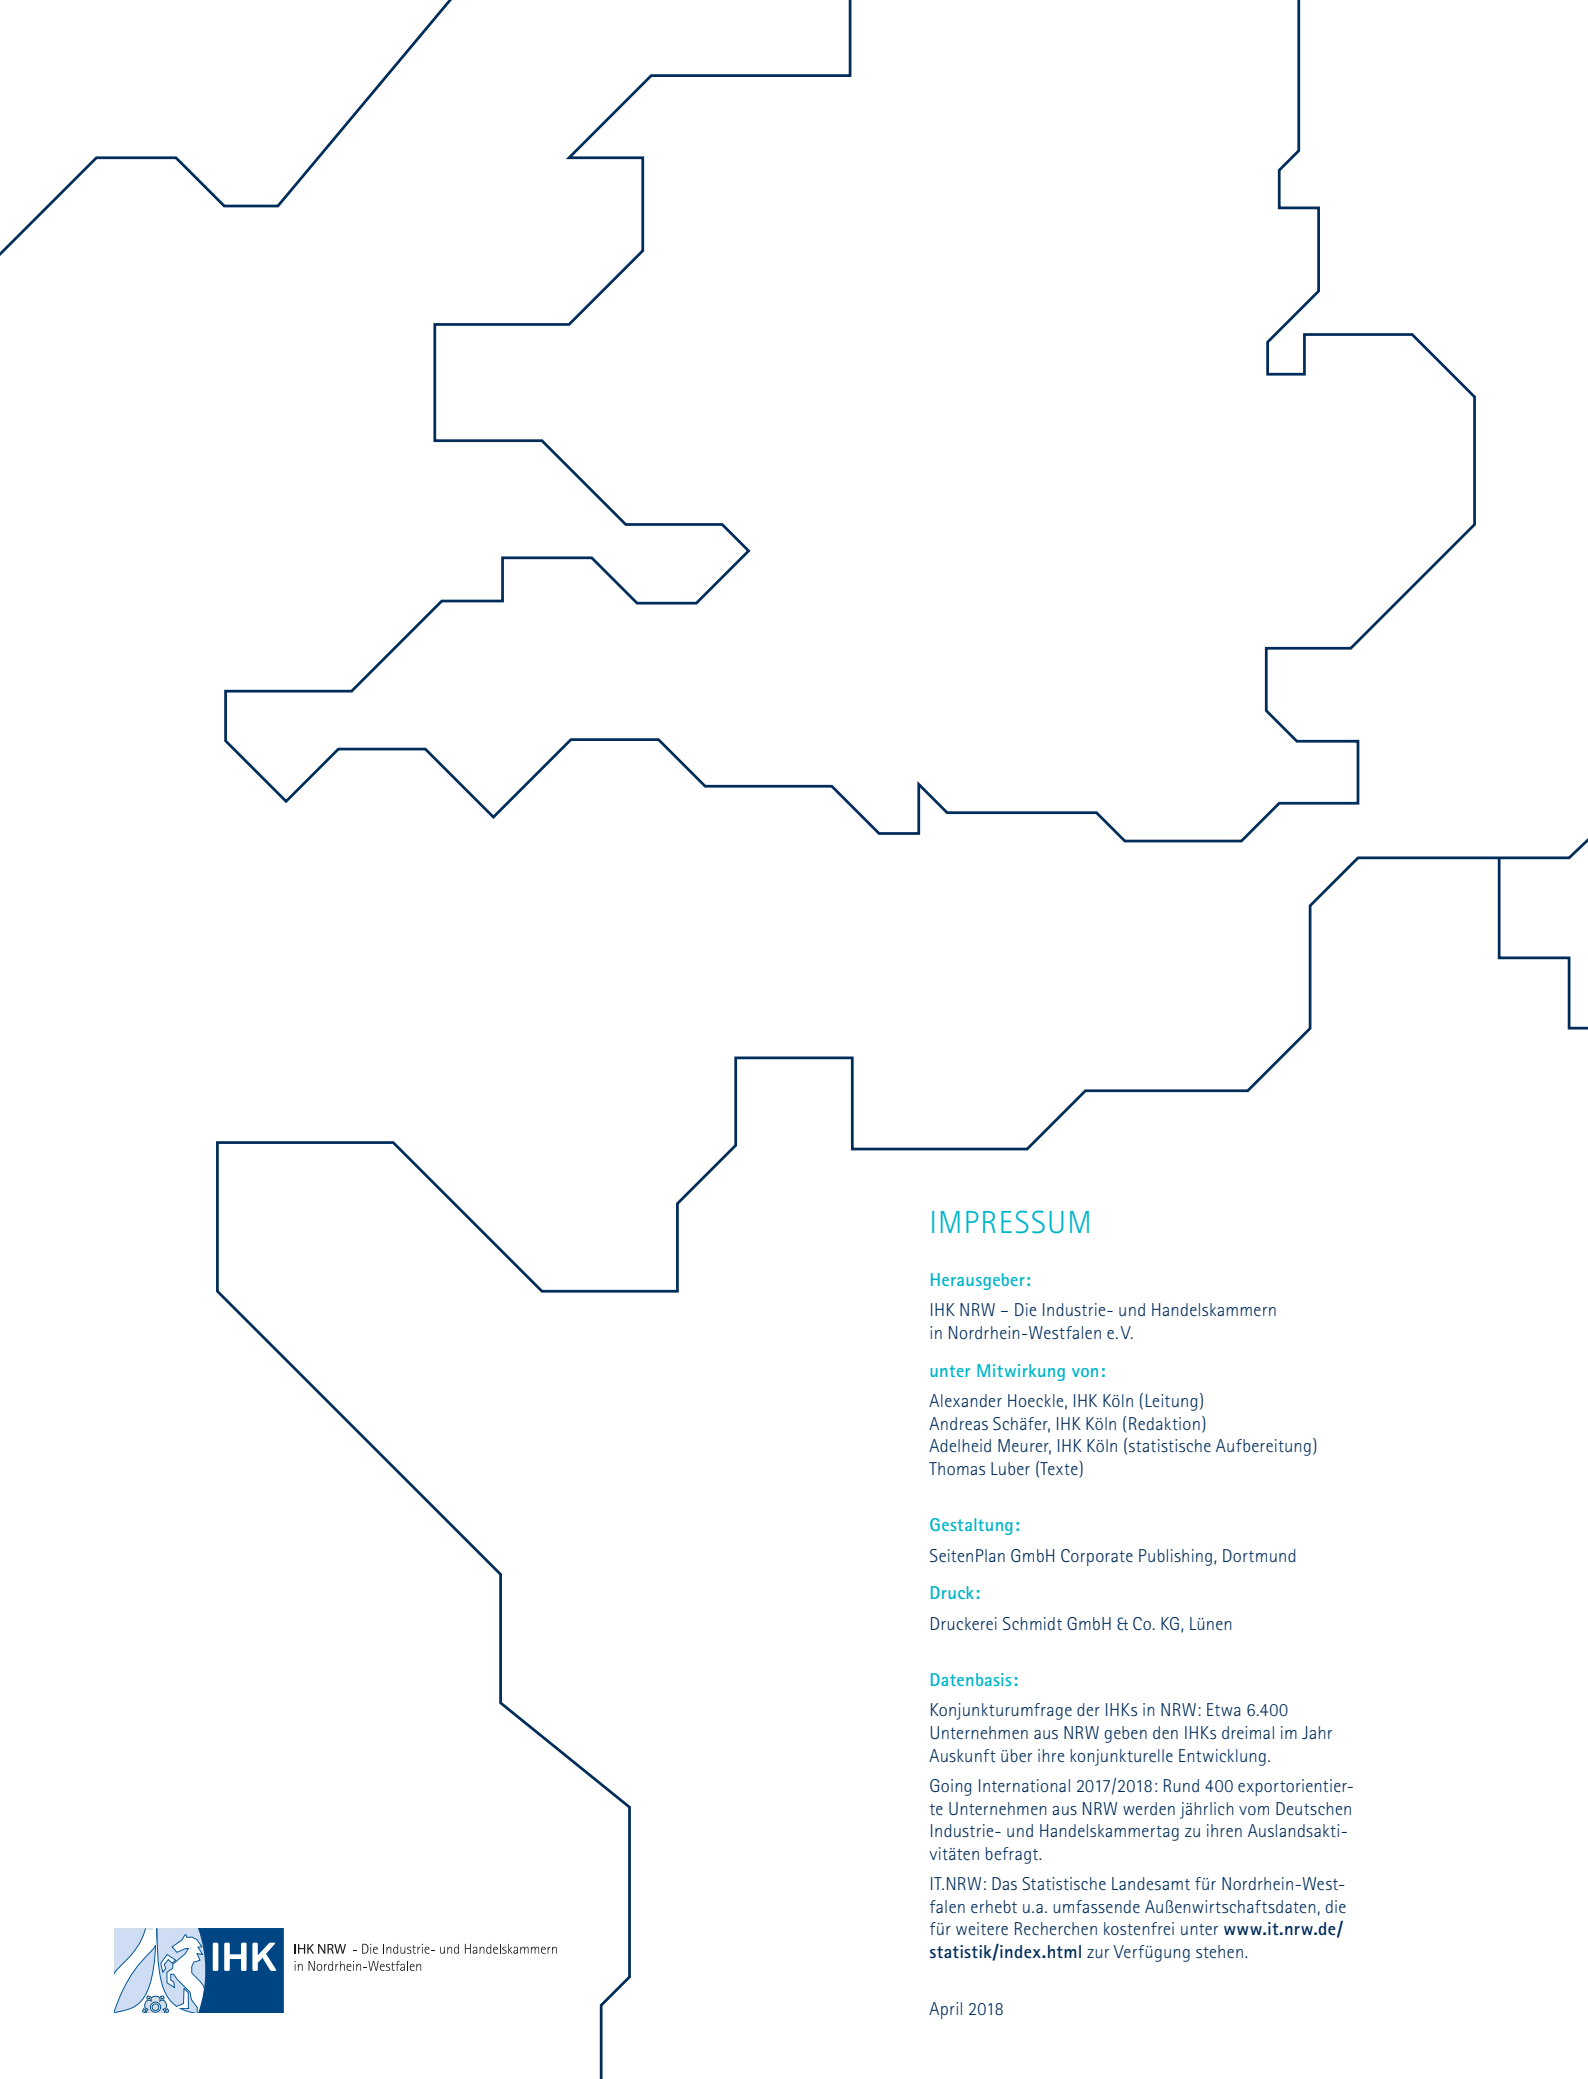 IMPRESSUM
Herausgeber:
IHK NRW – Die Industrie- und Handelskammern
in Nordrhein-Westfalen e. V.
unter Mitwirkung von:
Alexander Hoeckle, IHK Köln (Leitung)
Andreas Schäfer, IHK Köln (Redaktion)
Adelheid Meurer, IHK Köln (statistische Aufbereitung)
Thomas Luber (Texte)
Gestaltung:
SeitenPlan GmbH Corporate Publishing, Dortmund
Druck:
Druckerei Schmidt GmbH & Co. KG, Lünen
Datenbasis:
Konjunkturumfrage der IHKs in NRW: Etwa 6.400
Unternehmen aus NRW geben den IHKs dreimal im Jahr
Auskunft über ihre konjunkturelle Entwicklung.
Going International 2017/2018: Rund 400 exportorientier-
te Unternehmen aus NRW werden jährlich vom Deutschen
Industrie- und Handelskammertag zu ihren Auslandsakti-
vitäten befragt.
IT.NRW: Das Statistische Landesamt für Nordrhein-West-
falen erhebt u.a. umfassende Außenwirtschaftsdaten, die
für weitere Recherchen kostenfrei unter www.it.nrw.de/
statistik/index.html zur Verfügung stehen.
April 2018
IHK
IHK NRW - Die Industrie- und Handelskammern
in Nordrhein-Westfalen